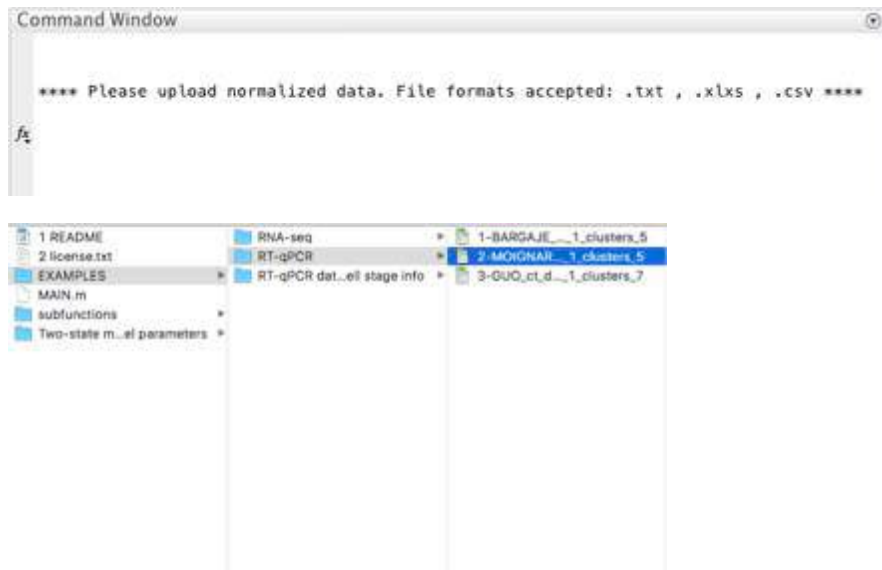 Command Window
**** Please upload normalized data. File formats accepted: .txt , .xlxs , .csv ****
fx
1 README
2 license.txt
EXAMPLES
MAIN.m
subfunctions
Two-state m...el parameters
RNA-seq
RT-qPCR
RT-qPCR dat...ell stage info
1-BARGAJE_..._1_clusters_5
2-MOIGNAR..._1_clusters_5
3-GUO_ct_d..._1_clusters_7